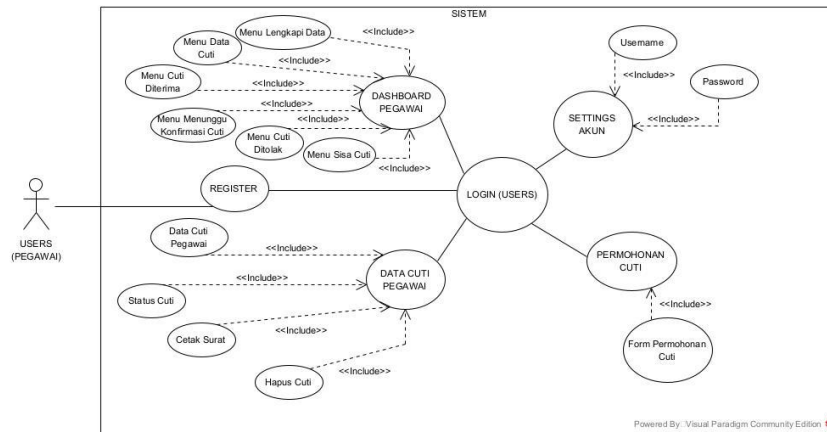 SISTEM
Menu Lengkapi Data
<<Include>>
Menu Data
Cuti
<<Include>>
Menu Cuti
Diterima
<<Include>>
Menu Menunggu
Konfirmasi Cuti
<<Include>>
Menu Cuti
Ditolak
<<Include>>
Menu Sisa Cuti
<<Include>>
DASHBOARD
PEGAWAI
Username
<<Include>>
Password
<<Include>>
SETTINGS
AKUN
REGISTER
LOGIN (USERS)
USERS
(PEGAWAI)
Data Cuti
Pegawai
<<Include>>
Status Cuti
<<Include>>
Cetak Surat
<<Include>>
Hapus Cuti
<<Include>>
DATA CUTI
PEGAWAI
PERMOHONAN
CUTI
<<Include>>
Form Permohonan
Cuti
Powered By: Visual Paradigm Community Edition